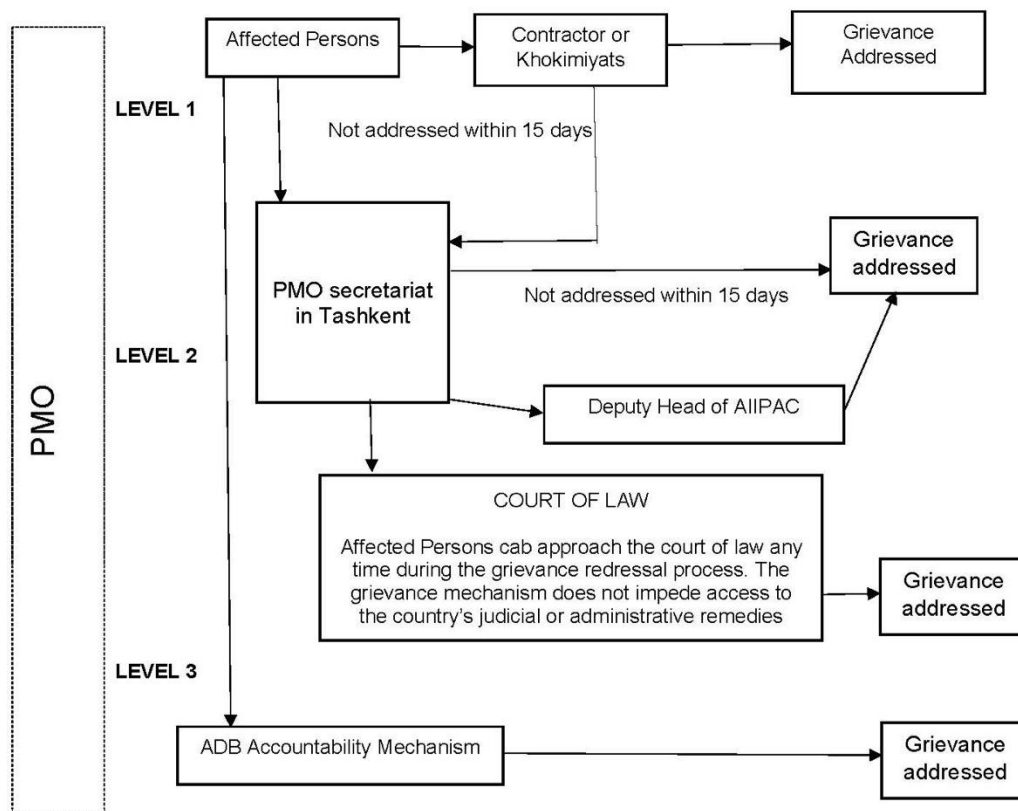 Affected Persons
Contractor or
Khokimiyats
Grievance
Addressed
LEVEL 1
Not addressed within 15 days
PMO secretariat
in Tashkent
Grievance
addressed
Not addressed within 15 days
LEVEL 2
PMO
Deputy Head of AIIPAC
COURT OF LAW
Affected Persons cab approach the court of law any
time during the grievance redressal process. The
grievance mechanism does not impede access to
the country's judicial or administrative remedies
Grievance
addressed
LEVEL 3
ADB Accountability Mechanism
Grievance
addressed